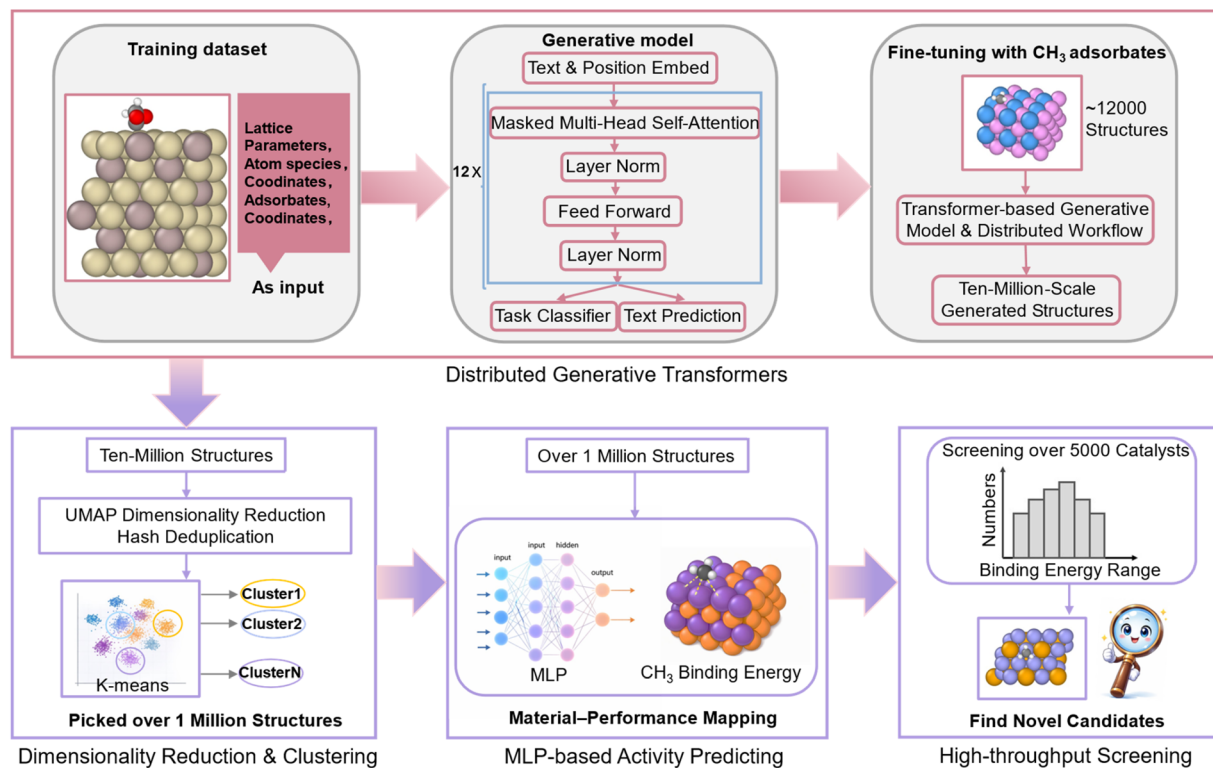 Training dataset
Lattice
Parameters,
Atom species,
Coodinates,
Adsorbates,
Coodinates,
As input
Generative model
Text & Position Embed
12 X
Masked Multi-Head Self-Attention
Layer Norm
Feed Forward
Layer Norm
Task Classifier
Text Prediction
Fine-tuning with CH₃ adsorbates
~12000
Structures
Transformer-based Generative
Model & Distributed Workflow
Ten-Million-Scale
Generated Structures
Distributed Generative Transformers
Ten-Million Structures
UMAP Dimensionality Reduction
Hash Deduplication
Cluster1
Cluster2
ClusterN
K-means
Picked over 1 Million Structures
Dimensionality Reduction & Clustering
Over 1 Million Structures
input
input
hidden
output
MLP
CH₃ Binding Energy
Material–Performance Mapping
MLP-based Activity Predicting
Screening over 5000 Catalysts
Numbers
Binding Energy Range
Find Novel Candidates
High-throughput Screening